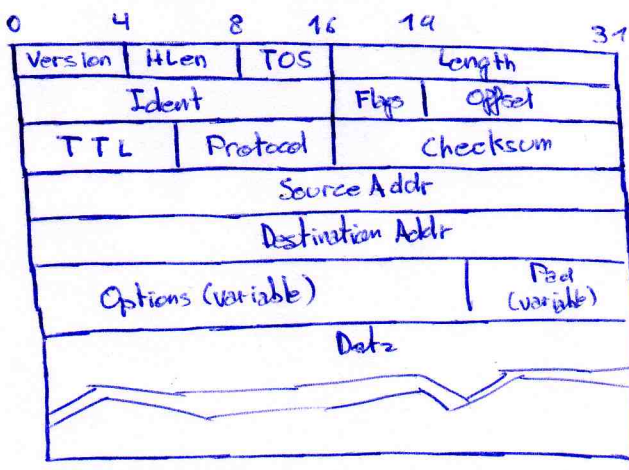 0 4 8 16 19 31
Version HLen TOS Length
Ident Flags Offset
TTL Protocol Checksum
Source Addr
Destination Addr
Options (variable) Pad (variable)
Data